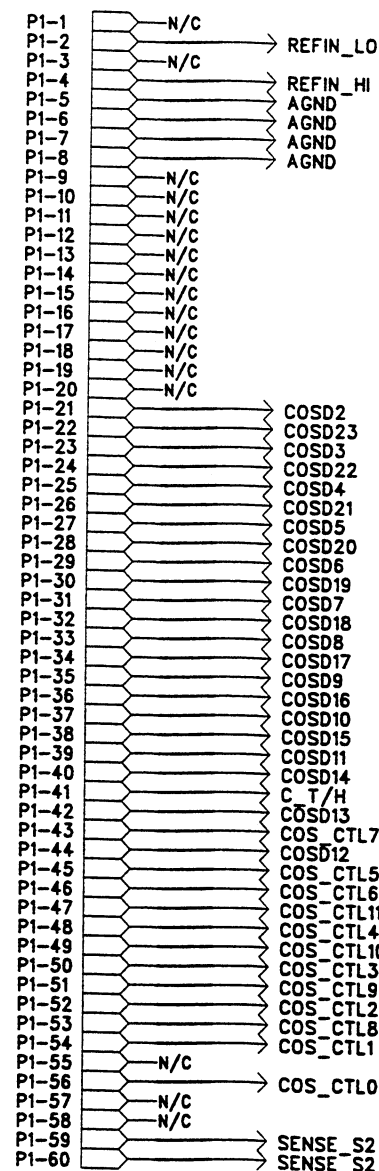 P1-1 N/C
P1-2 REFIN_LO
P1-3 N/C
P1-4 REFIN_HI
P1-5 AGND
P1-6 AGND
P1-7 AGND
P1-8 AGND
P1-9 N/C
P1-10 N/C
P1-11 N/C
P1-12 N/C
P1-13 N/C
P1-14 N/C
P1-15 N/C
P1-16 N/C
P1-17 N/C
P1-18 N/C
P1-19 N/C
P1-20 N/C
P1-21 COSD2
P1-22 COSD23
P1-23 COSD3
P1-24 COSD22
P1-25 COSD4
P1-26 COSD21
P1-27 COSD5
P1-28 COSD20
P1-29 COSD6
P1-30 COSD19
P1-31 COSD7
P1-32 COSD18
P1-33 COSD8
P1-34 COSD17
P1-35 COSD9
P1-36 COSD16
P1-37 COSD10
P1-38 COSD15
P1-39 COSD11
P1-40 COSD14
P1-41 C_T/H
P1-42 COSD13
P1-43 COS_CTL7
P1-44 COSD12
P1-45 COS_CTL5
P1-46 COS_CTL6
P1-47 COS_CTL11
P1-48 COS_CTL4
P1-49 COS_CTL10
P1-50 COS_CTL3
P1-51 COS_CTL9
P1-52 COS_CTL2
P1-53 COS_CTL8
P1-54 COS_CTL1
P1-55 N/C
P1-56 COS_CTL0
P1-57 N/C
P1-58 N/C
P1-59 SENSE_S2
P1-60 SENSE_S2